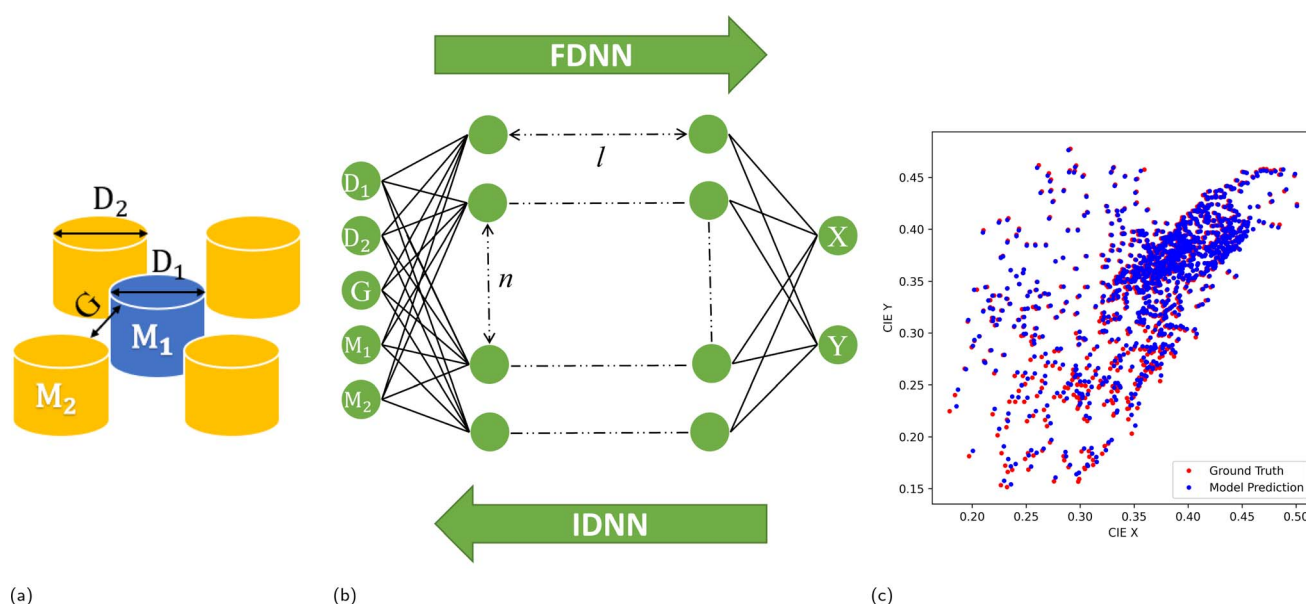 D₂
D₁
G
M₁
M₂
(a)
FDNN
l
D₁
D₂
G
M₁
M₂
n
X
Y
IDNN
(b)
CIE Y
0.45
0.40
0.35
0.30
0.25
0.20
0.15
Ground Truth
Model Prediction
0.20 0.25 0.30 0.35 0.40 0.45 0.50
CIE X
(c)